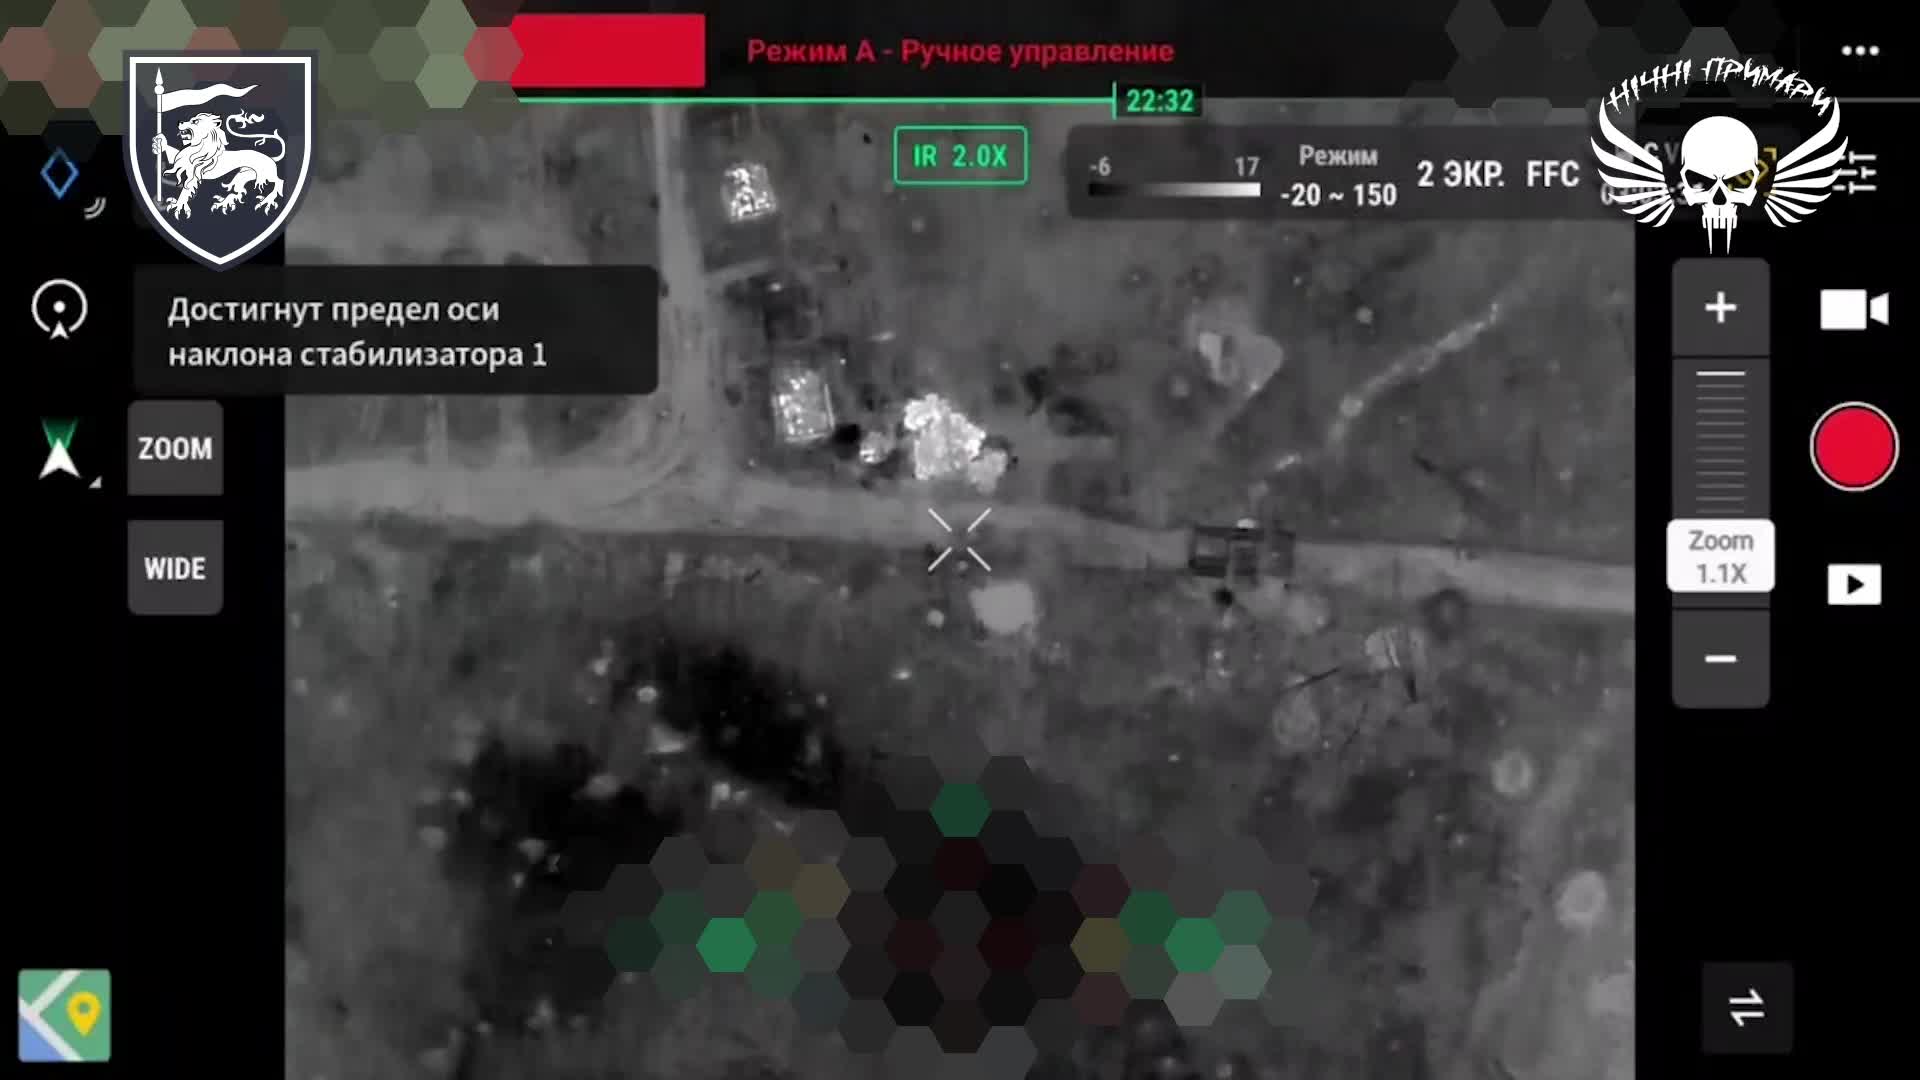 Режим А - Ручное управление
НІЧНІ ПРИМАРИ
22:32
IR 2.0X
-6 17
Режим
-20 ~ 150
2 ЭКР. FFC
Достигнут предел оси
наклона стабилизатора 1
ZOOM
WIDE
Zoom
1.1X